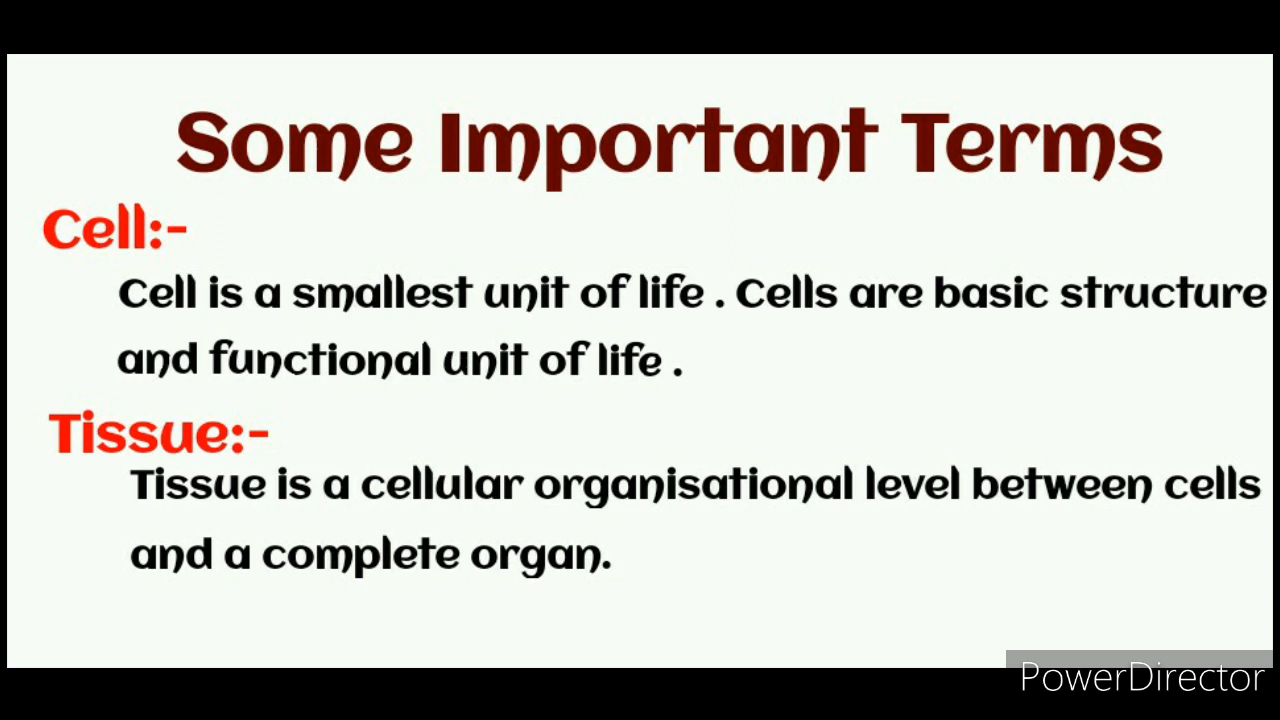 Some Important Terms
Cell:-
Cell is a smallest unit of life . Cells are basic structure
and functional unit of life .
Tissue:-
Tissue is a cellular organisational level between cells
and a complete organ.
PowerDirector